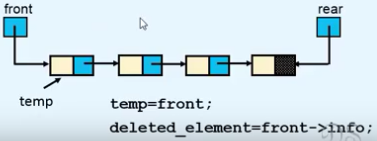 front
rear
temp
temp=front;
deleted_element=front->info;